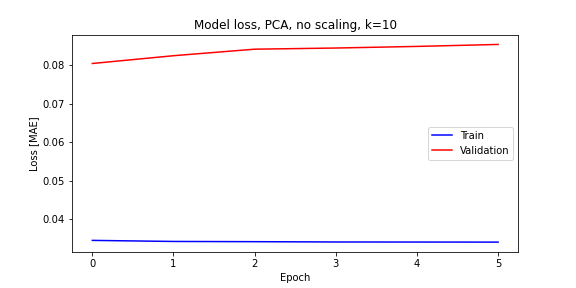 Model loss, PCA, no scaling, k=10
0.08
0.07
0.06
0.05
0.04
Loss [MAE]
Train
Validation
0 1 2 3 4 5
Epoch